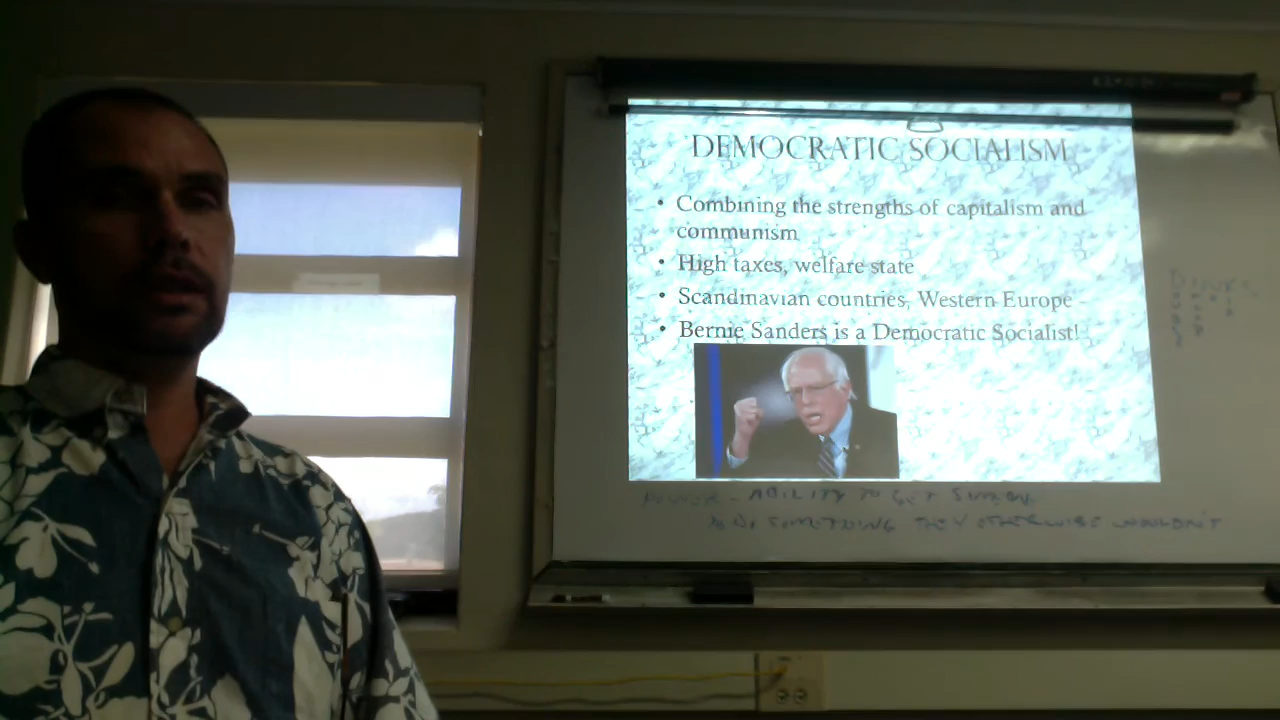 DEMOCRATIC SOCIALISM
• Combining the strengths of capitalism and
communism
• High taxes, welfare state
• Scandinavian countries, Western Europe
• Bernie Sanders is a Democratic Socialist!
POWER - ABILITY TO GET
TO DO SOMETHING THEY OTHERWISE WOULDN'T